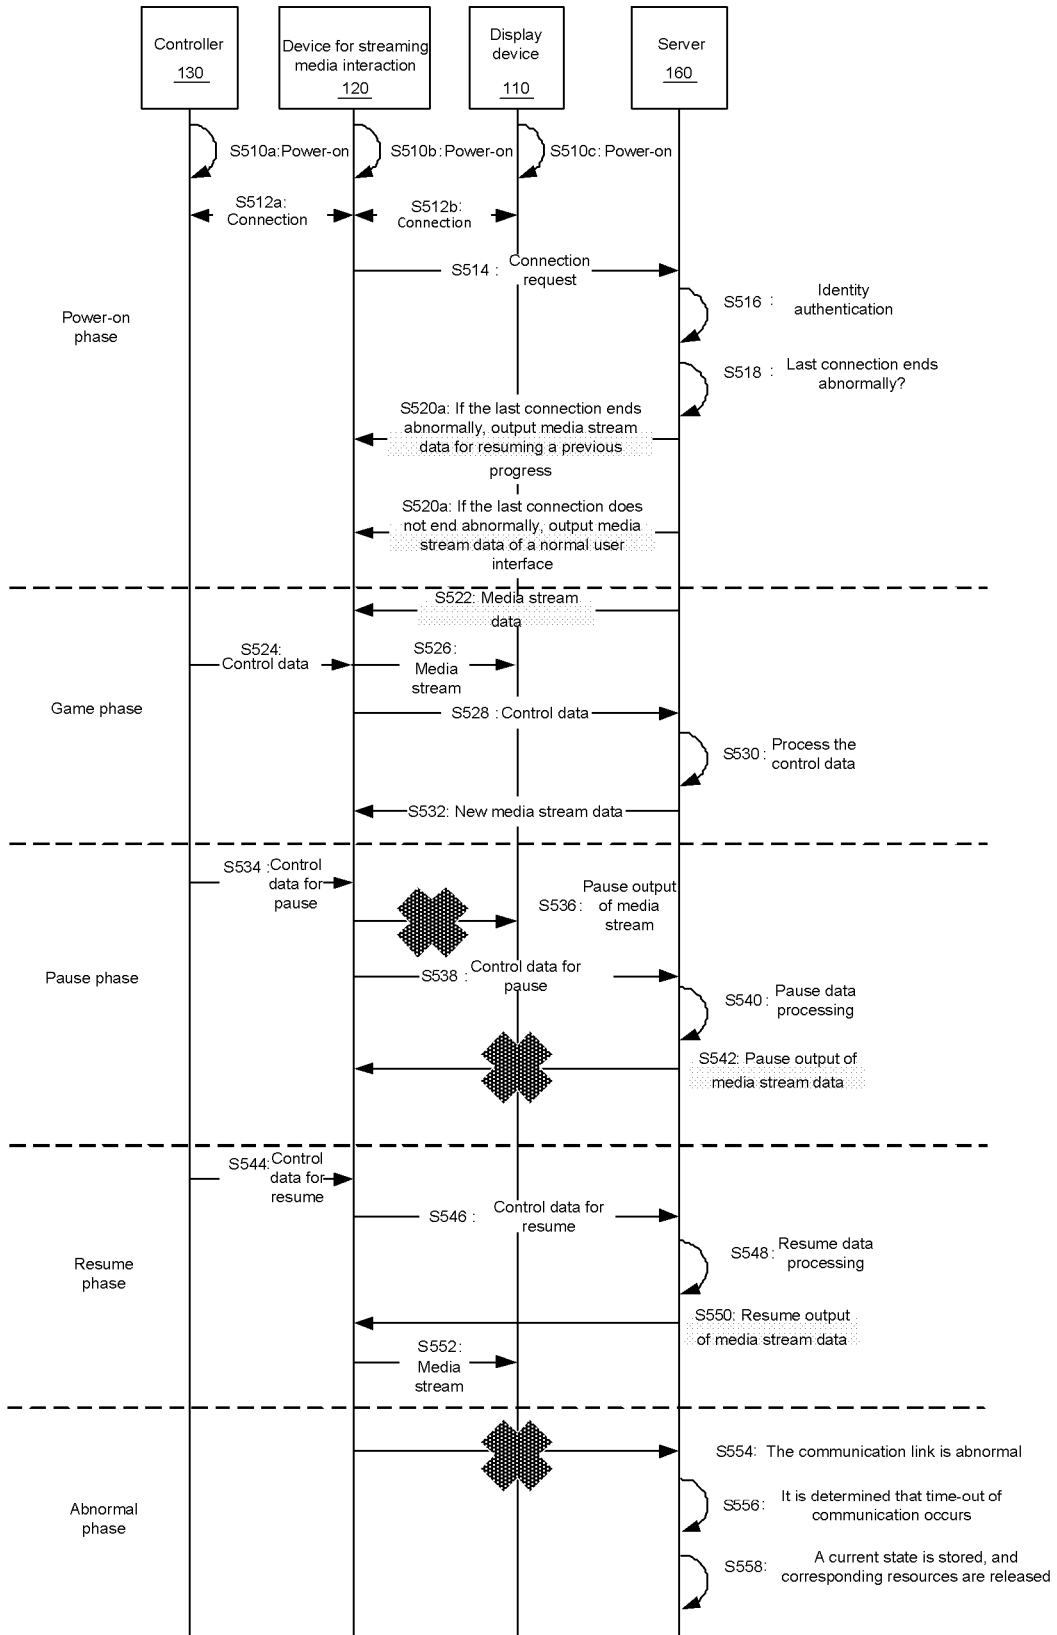 Controller
130
Device for streaming
media interaction
120
Display
device
110
Server
160
S510a:Power-on
S510b: Power-on
S510c: Power-on
S512a:
Connection
S512b:
Connection
S514 :
Connection
request
S516 :
Identity
authentication
Power-on
phase
S518 :
Last connection ends
abnormally?
S520a: If the last connection ends
abnormally, output media stream
data for resuming a previous
progress
S520a: If the last connection does
not end abnormally, output media
stream data of a normal user
interface
S522: Media stream
data
S524:
Control data
S526:
Media
stream
Game phase
S528 : Control data
S530 :
Process the
control data
S532: New media stream data
S534 :
Control
data for
pause
S536 :
Pause output
of media
stream
Pause phase
S538 :
Control data for
pause
S540 :
Pause data
processing
S542: Pause output of
media stream data
S544:
Control
data for
resume
S546 :
Control data for
resume
Resume
phase
S548 :
Resume data
processing
S550: Resume output
of media stream data
S552:
Media
stream
S554: The communication link is abnormal
Abnormal
phase
S556:
It is determined that time-out of
communication occurs
S558:
A current state is stored, and
corresponding resources are released